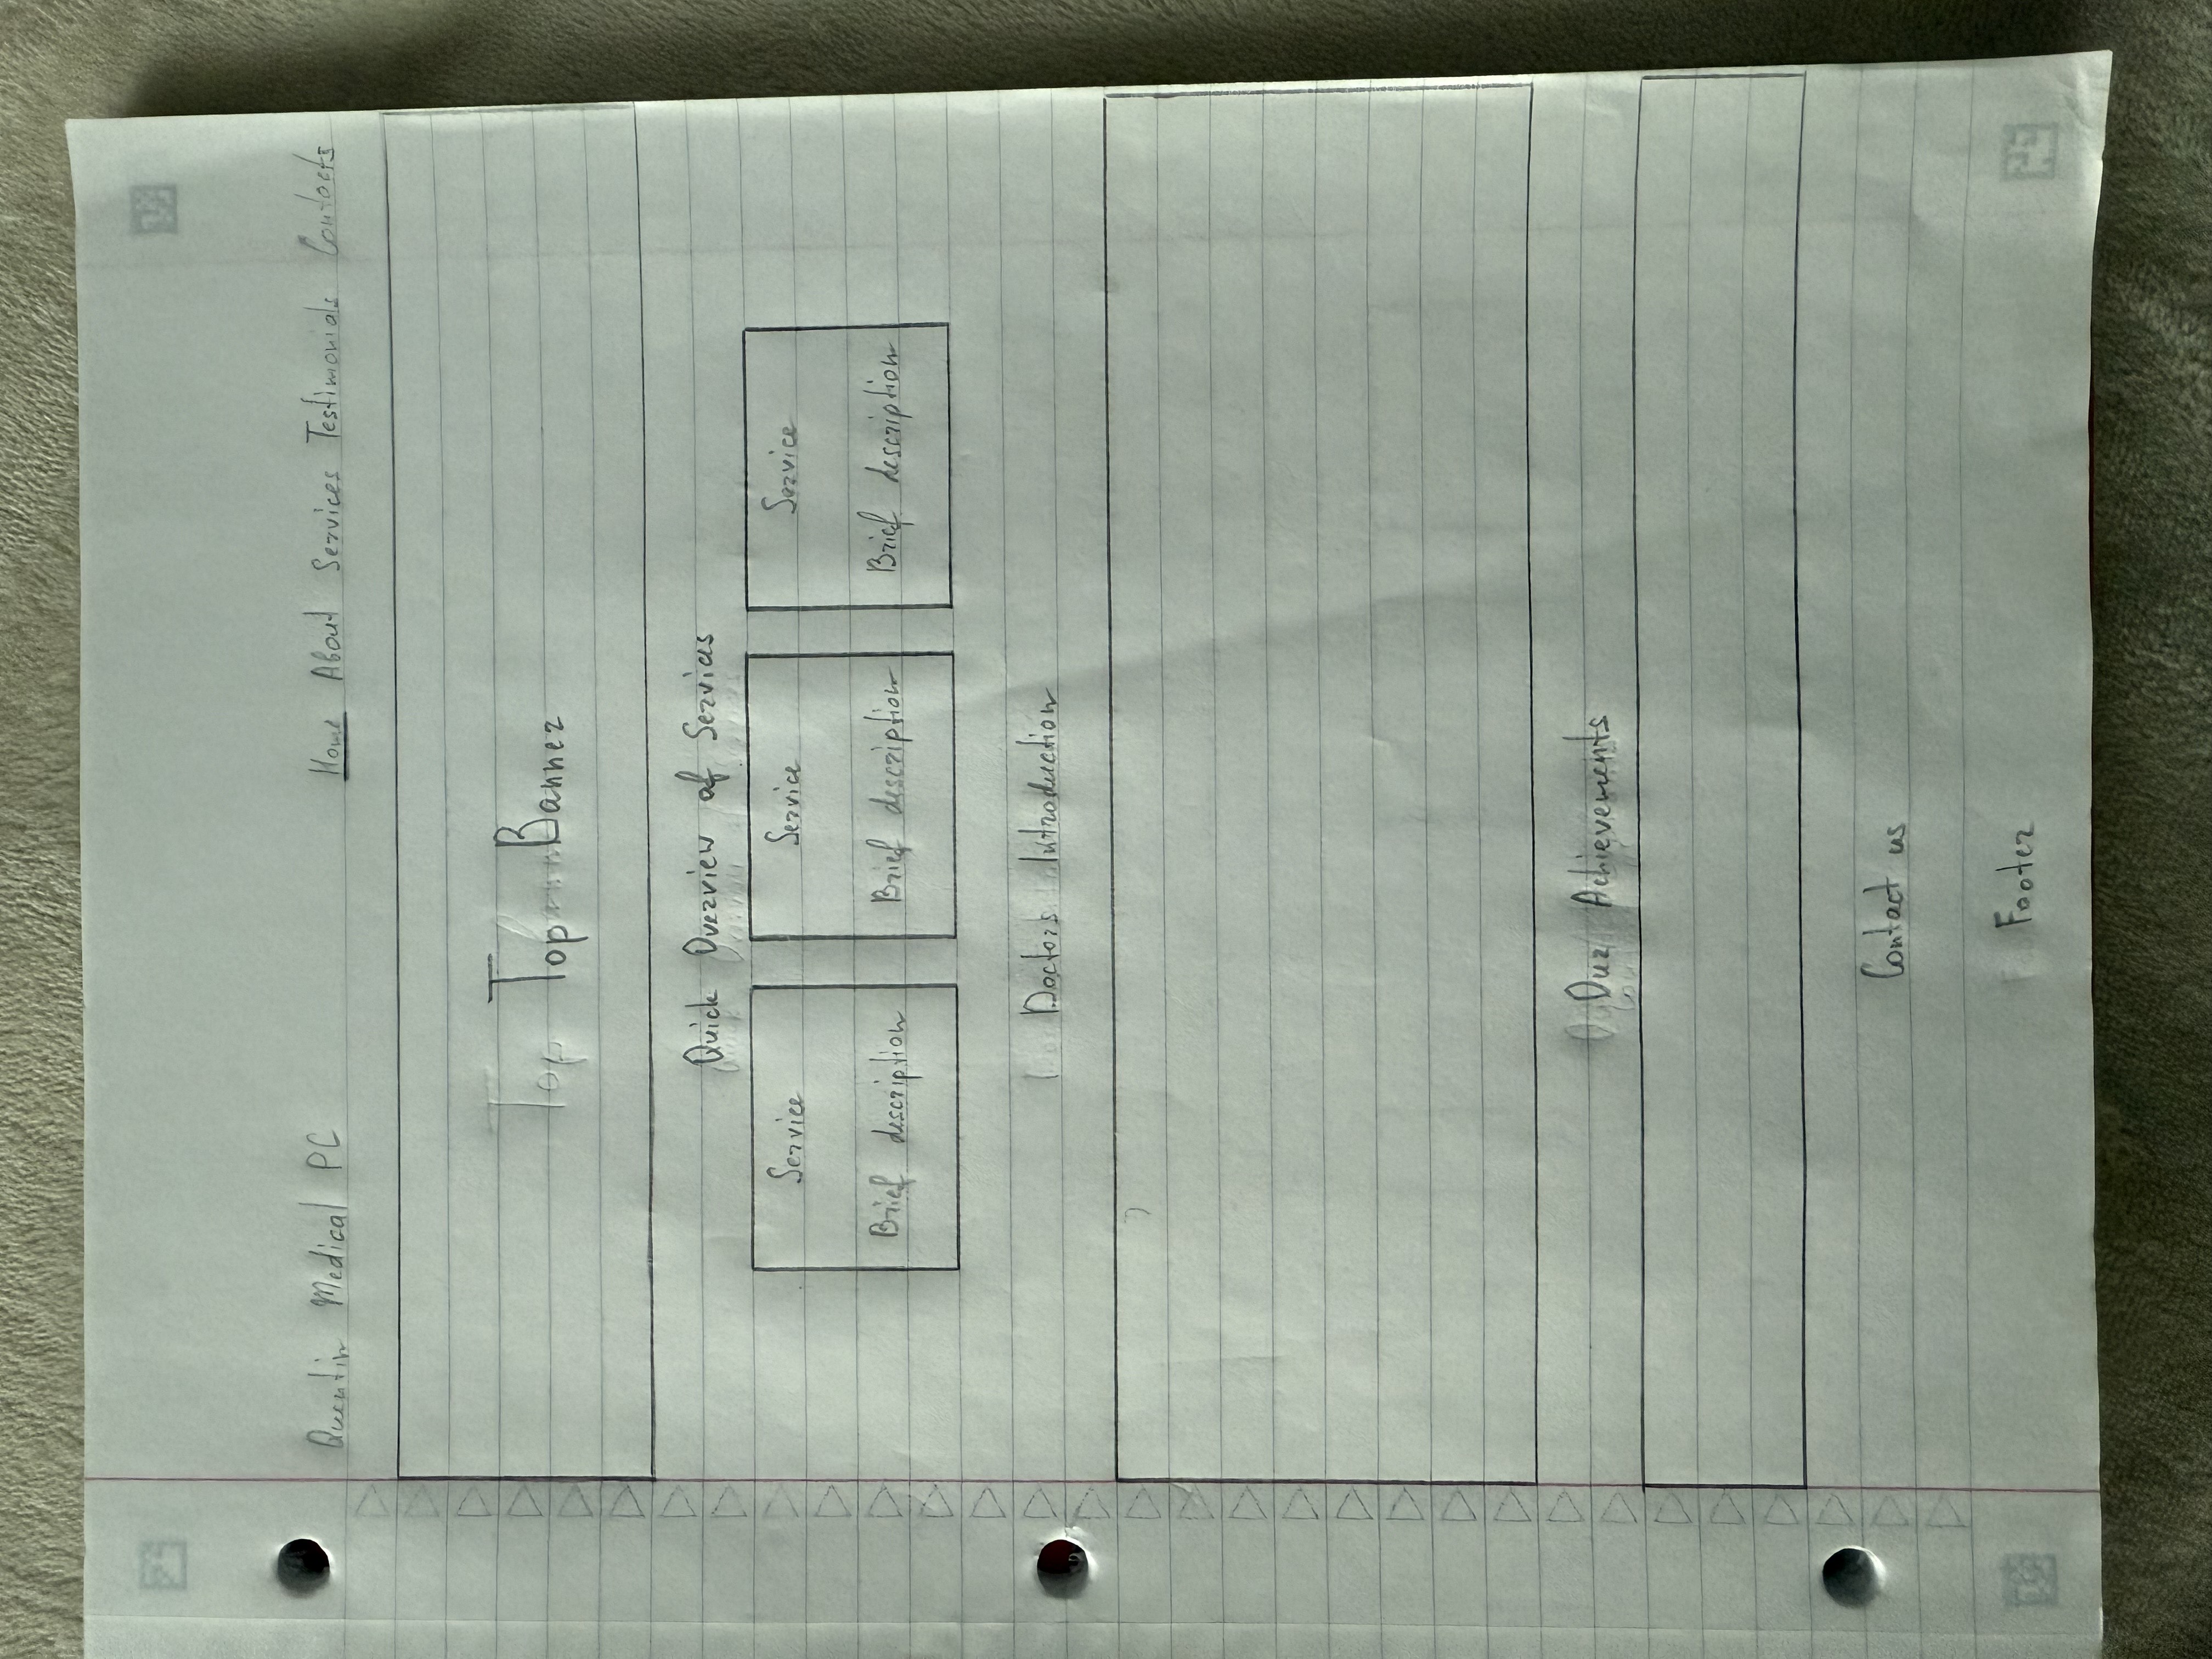 Quentin Medical PC Home About Services Testimonials Contacts
Top Banner
Quick Overview of Services
Service Service Service
Brief description Brief description Brief description
Doctors Introduction
Our Achievements
Contact us
Footer